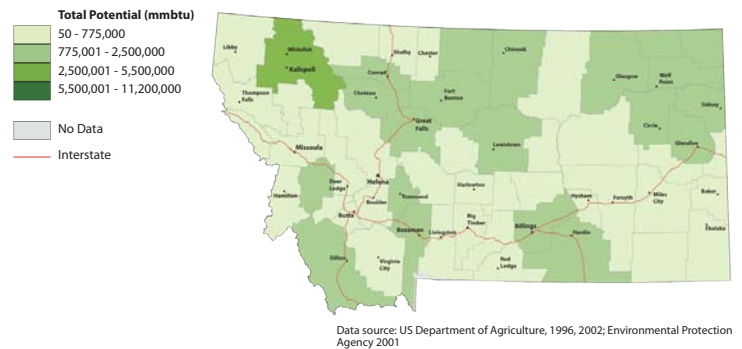 Total Potential (mmbtu)
50 - 775,000
775,001 - 2,500,000
2,500,001 - 5,500,000
5,500,001 - 11,200,000
No Data
Interstate
Libby
Whitefish
Kalispell
Shelby
Chester
Chinook
Conrad
Choteau
Fort
Benton
Glasgow
Wolf
Point
Sidney
Thompson
Falls
Great
Falls
Circle
Glendive
Missoula
Lewistown
Helena
Deer
Lodge
Hamilton
Boulder
Townsend
Harlowton
Butte
Bozeman
Livingston
Big
Timber
Billings
Hysham
Forsyth
Miles
City
Baker
Ekalaka
Hardin
Red
Lodge
Dillon
Virginia
City
Data source: US Department of Agriculture, 1996, 2002; Environmental Protection
Agency 2001